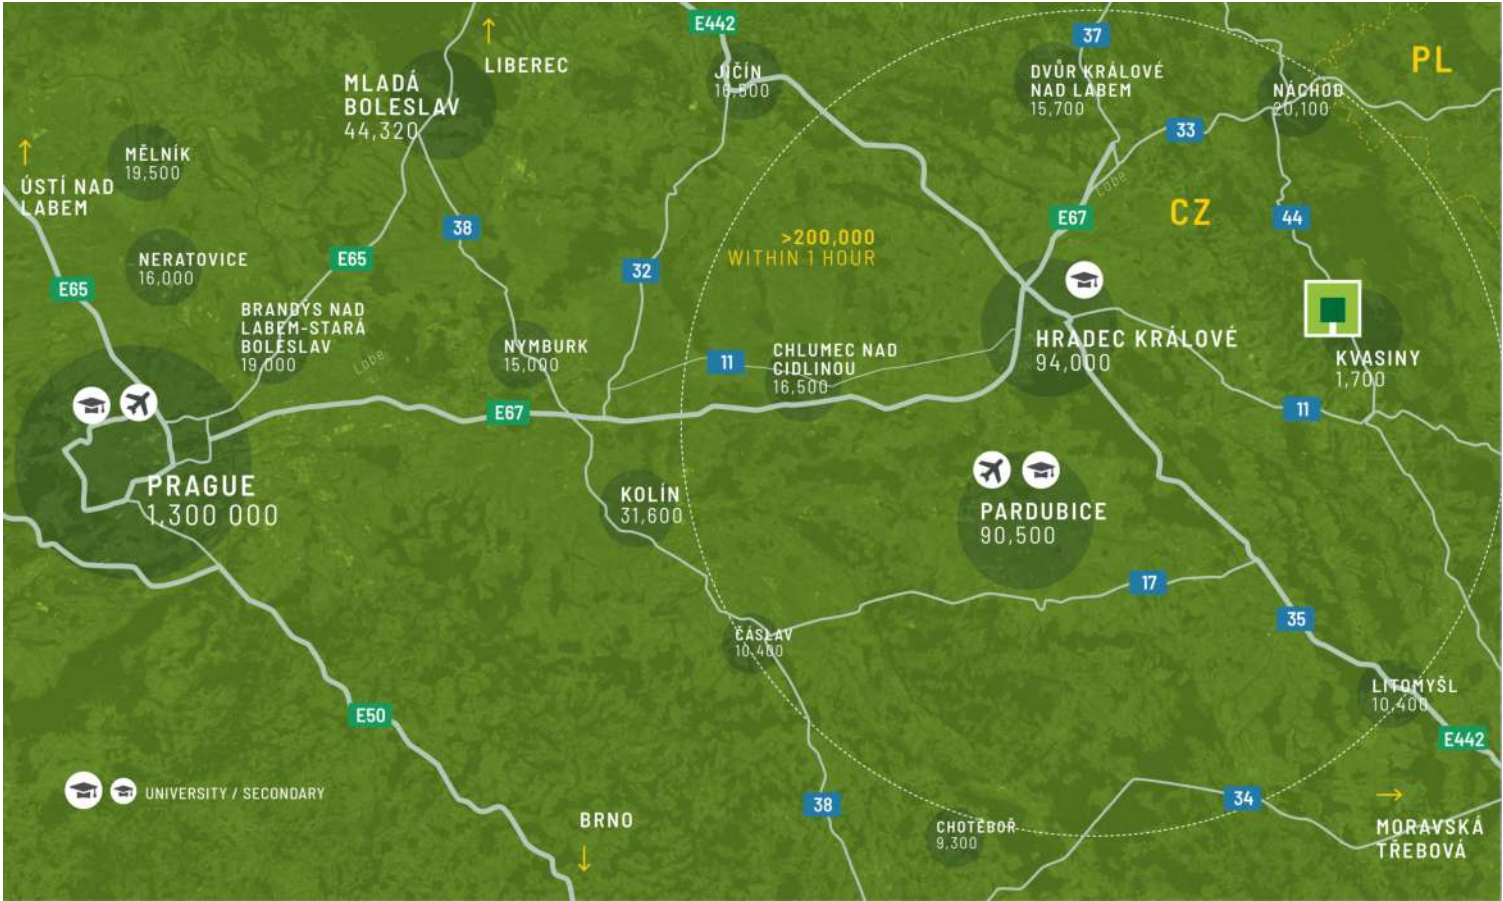 E442
37
PL
LIBEREC
MLADÁ
BOLESLAV
44,320
JIČÍN
16,500
DVŮR KRÁLOVÉ
NAD LABEM
15,700
NÁCHOD
20,100
33
MĚLNÍK
19,500
ÚSTÍ NAD
LABEM
Lobe
CZ
E67
44
38
>200,000
WITHIN 1 HOUR
NERATOVICE
16,000
E65
E65
32
BRANDÝS NAD
LABEM-STARÁ
BOLESLAV
19,000
Lobe
NYMBURK
15,000
11
CHLUMEC NAD
CIDLINOU
16,500
HRADEC KRÁLOVÉ
94,000
KVASINY
1,700
E67
11
PRAGUE
1,300 000
KOLÍN
31,600
PARDUBICE
90,500
17
35
ČÁSLAV
10,400
LITOMYŠL
10,400
E50
E442
UNIVERSITY / SECONDARY
BRNO
38
34
CHOTĚBOŘ
9,300
MORAVSKÁ
TŘEBOVÁ